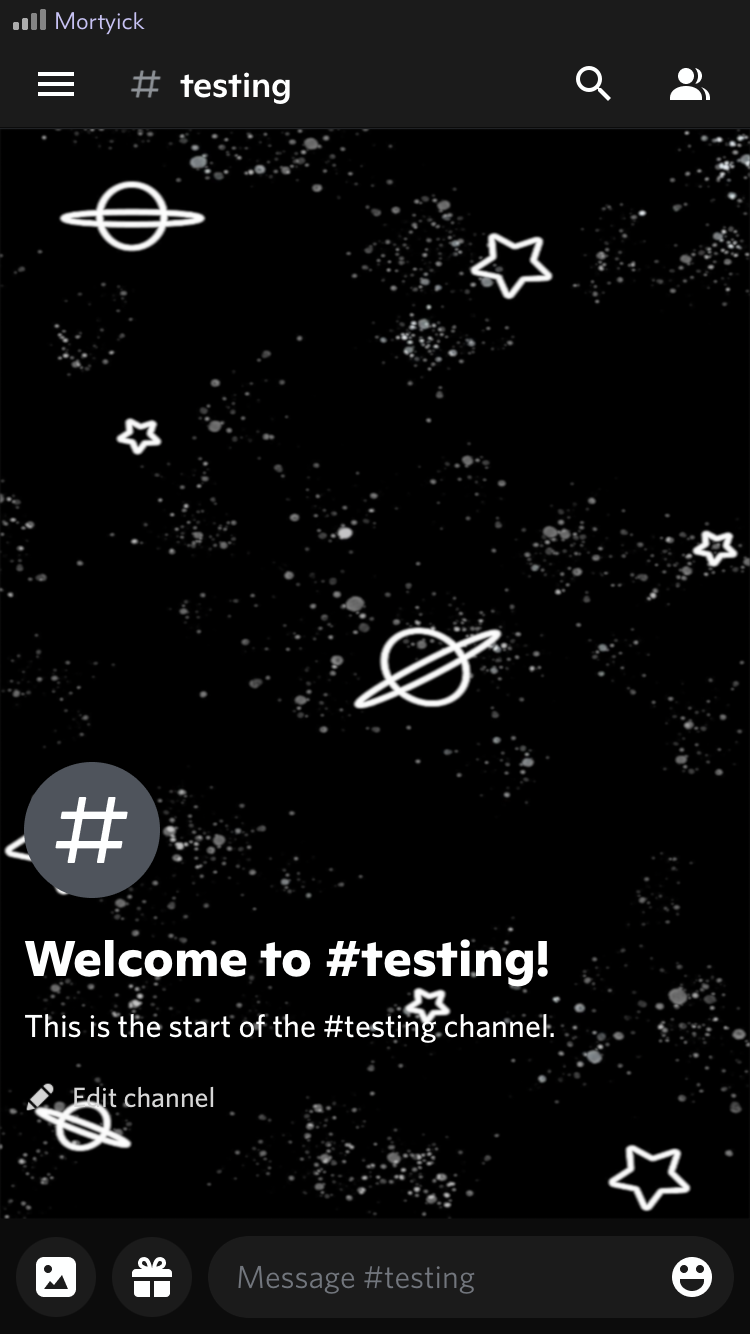 Mortyick
# testing
#
Welcome to #testing!
This is the start of the #testing channel.
Edit channel
Message #testing